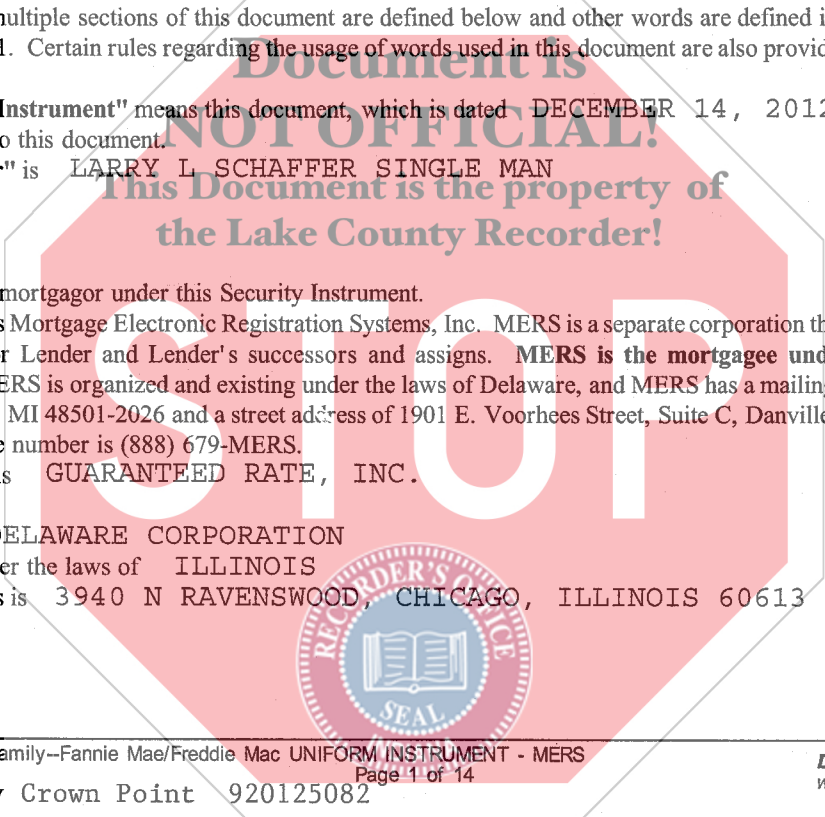 ultiple sections of this document are defined below and other words are defined i
1. Certain rules regarding the usage of words used in this document are also provid
Document is
Instrument" means this document, which is dated DECEMBER 14, 2012
NOT OFFICIAL!
o this document.
" is LARRY L SCHAFFER SINGLE MAN
This Document is the property of
the Lake County Recorder!
mortgagor under this Security Instrument.
s Mortgage Electronic Registration Systems, Inc. MERS is a separate corporation th
r Lender and Lender's successors and assigns. MERS is the mortgagee und
ERS is organized and existing under the laws of Delaware, and MERS has a mailing
MI 48501-2026 and a street address of 1901 E. Voorhees Street, Suite C, Danville
e number is (888) 679-MERS.
STOP
s GUARANTEED RATE, INC.
DELAWARE CORPORATION
er the laws of ILLINOIS
s is 3940 N RAVENSWOOD, CHICAGO, ILLINOIS 60613
RECORDER'S OFFICE
SEAL
amily--Fannie Mae/Freddie Mac UNIFORM INSTRUMENT - MERS
Page 1 of 14
Crown Point 920125082